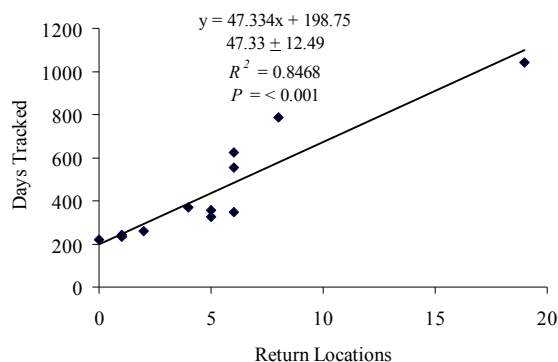 y = 47.334x + 198.75
47.33 ± 12.49
R² = 0.8468
P = < 0.001
1200
1000
800
600
400
200
0
Days Tracked
0 5 10 15 20
Return Locations